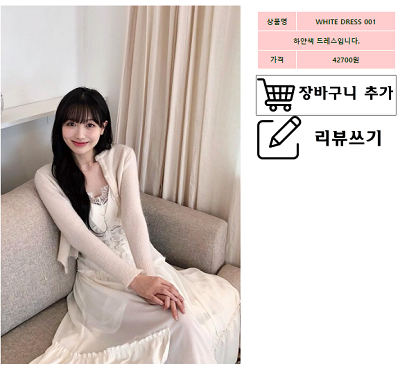 상품명 WHITE DRESS 001
하얀색 드레스입니다.
가격 42700원
장바구니 추가
리뷰쓰기